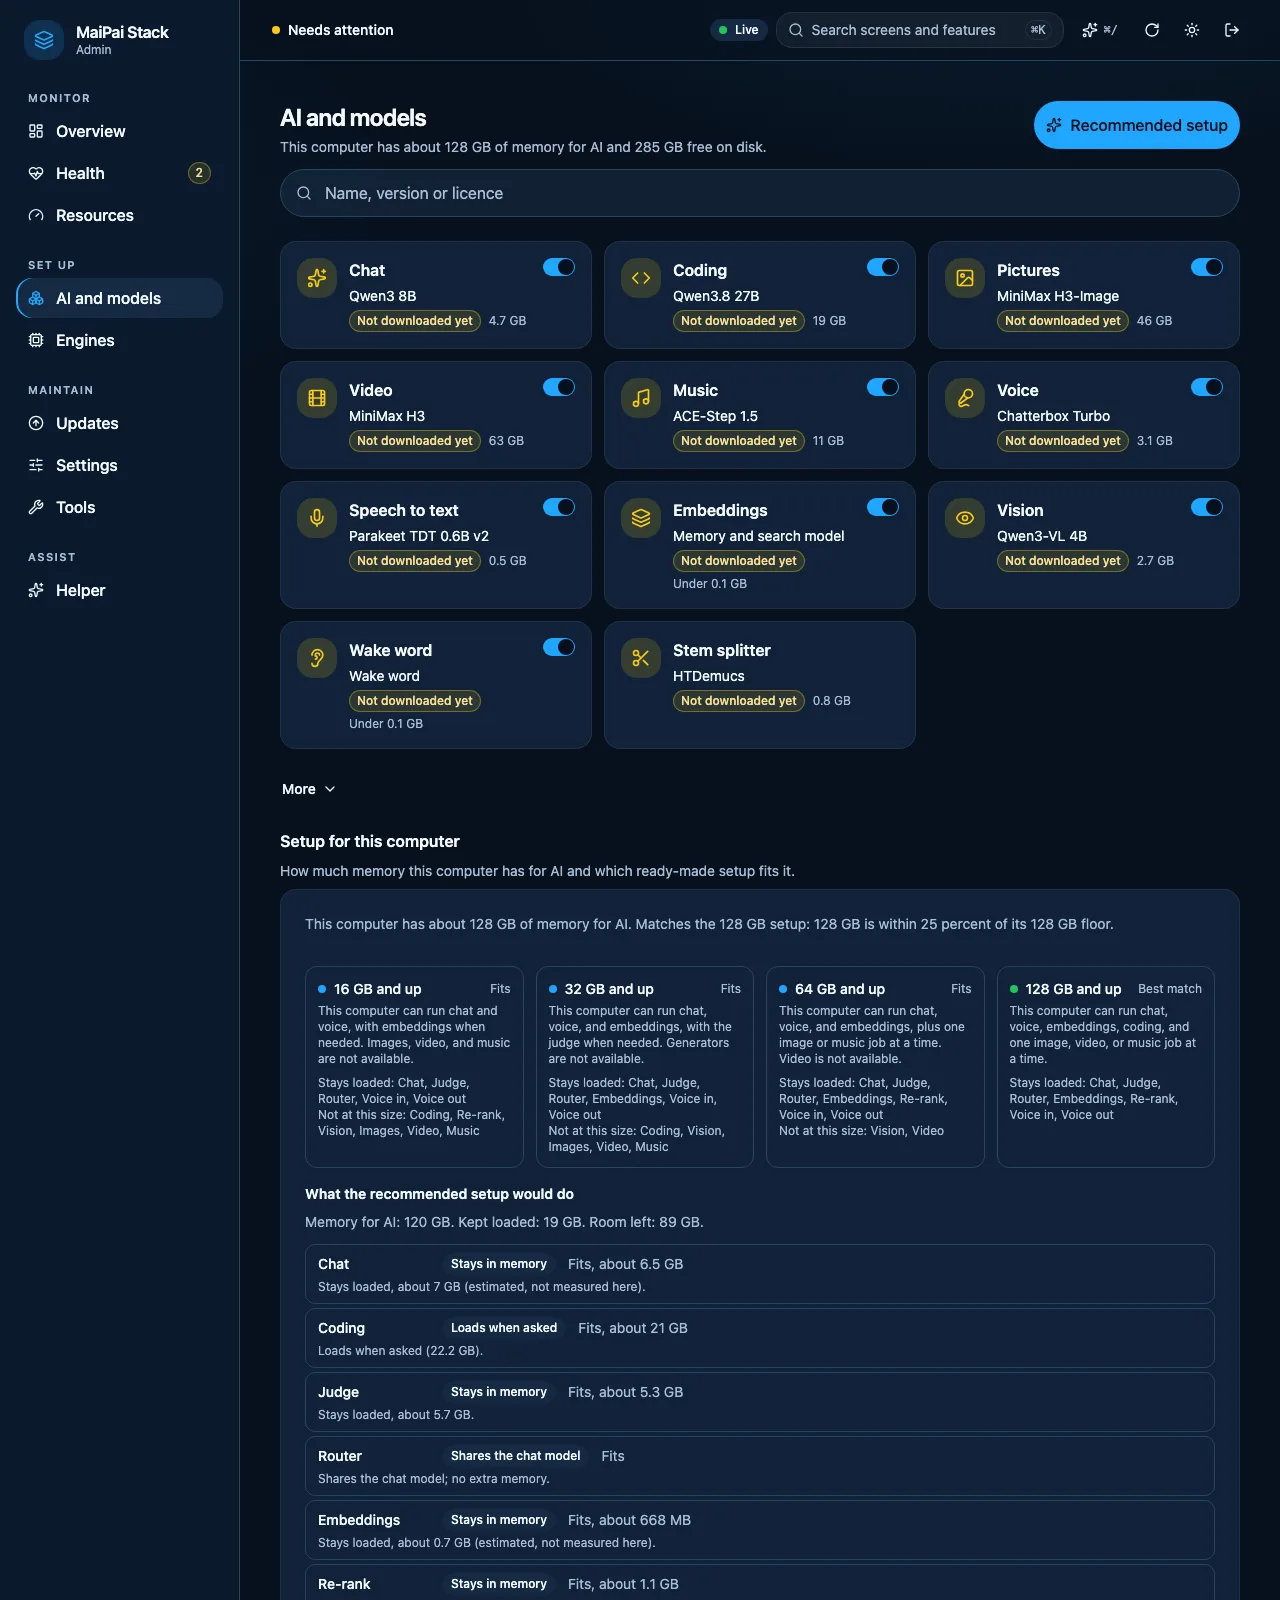 MaiPai Stack
Admin
Needs attention
Live
Search screens and features
⌘K
⌘/
MONITOR
Overview
Health
2
Resources
SET UP
AI and models
Engines
MAINTAIN
Updates
Settings
Tools
ASSIST
Helper
AI and models
This computer has about 128 GB of memory for AI and 285 GB free on disk.
Recommended setup
Name, version or licence
Chat
Qwen3 8B
Not downloaded yet 4.7 GB
Coding
Qwen3.8 27B
Not downloaded yet 19 GB
Pictures
MiniMax H3-Image
Not downloaded yet 46 GB
Video
MiniMax H3
Not downloaded yet 63 GB
Music
ACE-Step 1.5
Not downloaded yet 11 GB
Voice
Chatterbox Turbo
Not downloaded yet 3.1 GB
Speech to text
Parakeet TDT 0.6B v2
Not downloaded yet 0.5 GB
Embeddings
Memory and search model
Not downloaded yet
Under 0.1 GB
Vision
Qwen3-VL 4B
Not downloaded yet 2.7 GB
Wake word
Wake word
Not downloaded yet
Under 0.1 GB
Stem splitter
HTDemucs
Not downloaded yet 0.8 GB
More
Setup for this computer
How much memory this computer has for AI and which ready-made setup fits it.
This computer has about 128 GB of memory for AI. Matches the 128 GB setup: 128 GB is within 25 percent of its 128 GB floor.
16 GB and up Fits
This computer can run chat and
voice, with embeddings when
needed. Images, video, and music
are not available.
Stays loaded: Chat, Judge,
Router, Voice in, Voice out
Not at this size: Coding, Re-rank,
Vision, Images, Video, Music
32 GB and up Fits
This computer can run chat,
voice, and embeddings, with the
judge when needed. Generators
are not available.
Stays loaded: Chat, Judge,
Router, Embeddings, Voice in,
Voice out
Not at this size: Coding, Vision,
Images, Video, Music
64 GB and up Fits
This computer can run chat,
voice, and embeddings, plus one
image or music job at a time.
Video is not available.
Stays loaded: Chat, Judge,
Router, Embeddings, Re-rank,
Voice in, Voice out
Not at this size: Vision, Video
128 GB and up Best match
This computer can run chat,
voice, embeddings, coding, and
one image, video, or music job at
a time.
Stays loaded: Chat, Judge,
Router, Embeddings, Re-rank,
Voice in, Voice out
What the recommended setup would do
Memory for AI: 120 GB. Kept loaded: 19 GB. Room left: 89 GB.
Chat Stays in memory Fits, about 6.5 GB
Stays loaded, about 7 GB (estimated, not measured here).
Coding Loads when asked Fits, about 21 GB
Loads when asked (22.2 GB).
Judge Stays in memory Fits, about 5.3 GB
Stays loaded, about 5.7 GB.
Router Shares the chat model Fits
Shares the chat model; no extra memory.
Embeddings Stays in memory Fits, about 668 MB
Stays loaded, about 0.7 GB (estimated, not measured here).
Re-rank Stays in memory Fits, about 1.1 GB